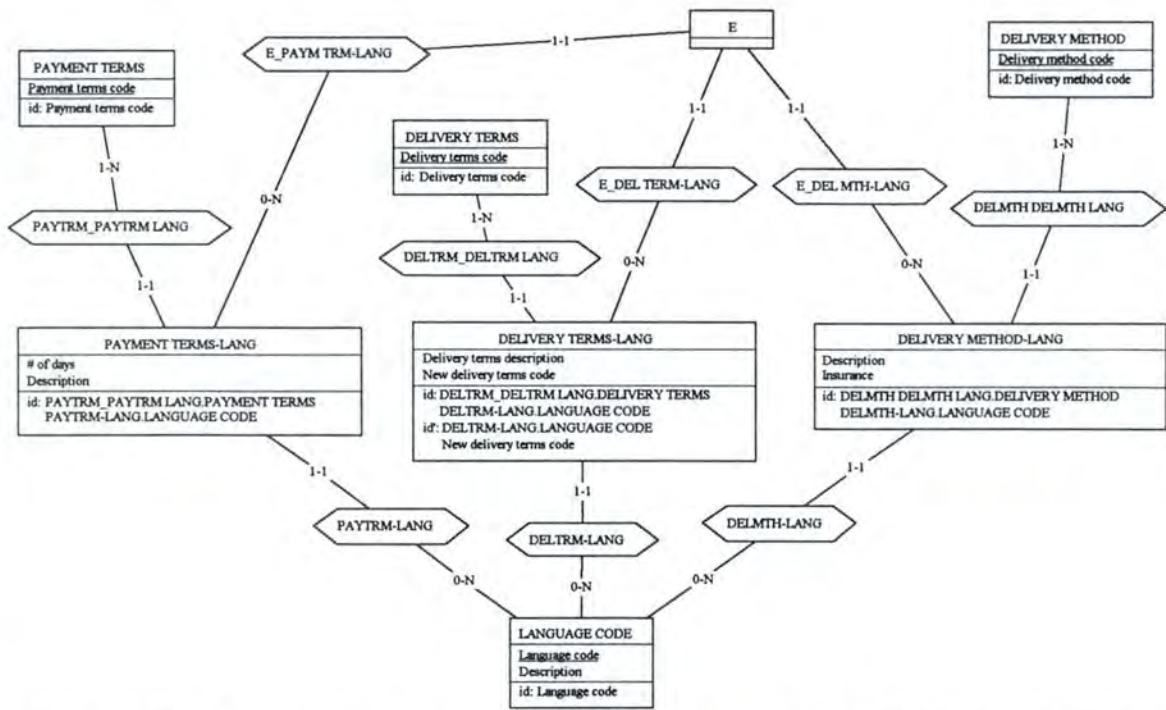 E
1-1
E_PAYM TRM-LANG
DELIVERY METHOD
Delivery method code
id: Delivery method code
PAYMENT TERMS
Payment terms code
id: Payment terms code
1-1
1-1
DELIVERY TERMS
Delivery terms code
id: Delivery terms code
1-N
1-N
E_DEL TERM-LANG
E_DEL MTH-LANG
0-N
DELMTH DELMTH LANG
PAYTRM_PAYTRM LANG
1-N
DELTRM_DELTRM LANG
0-N
0-N
1-1
1-1
1-1
PAYMENT TERMS-LANG
# of days
Description
id: PAYTRM_PAYTRM LANG.PAYMENT TERMS
PAYTRM-LANG.LANGUAGE CODE
DELIVERY TERMS-LANG
Delivery terms description
New delivery terms code
id: DELTRM_DELTRM LANG.DELIVERY TERMS
DELTRM-LANG.LANGUAGE CODE
id': DELTRM-LANG.LANGUAGE CODE
New delivery terms code
DELIVERY METHOD-LANG
Description
Insurance
id: DELMTH DELMTH LANG.DELIVERY METHOD
DELMTH-LANG.LANGUAGE CODE
1-1
1-1
1-1
PAYTRM-LANG
DELTRM-LANG
DELMTH-LANG
0-N
0-N
0-N
LANGUAGE CODE
Language code
Description
id: Language code